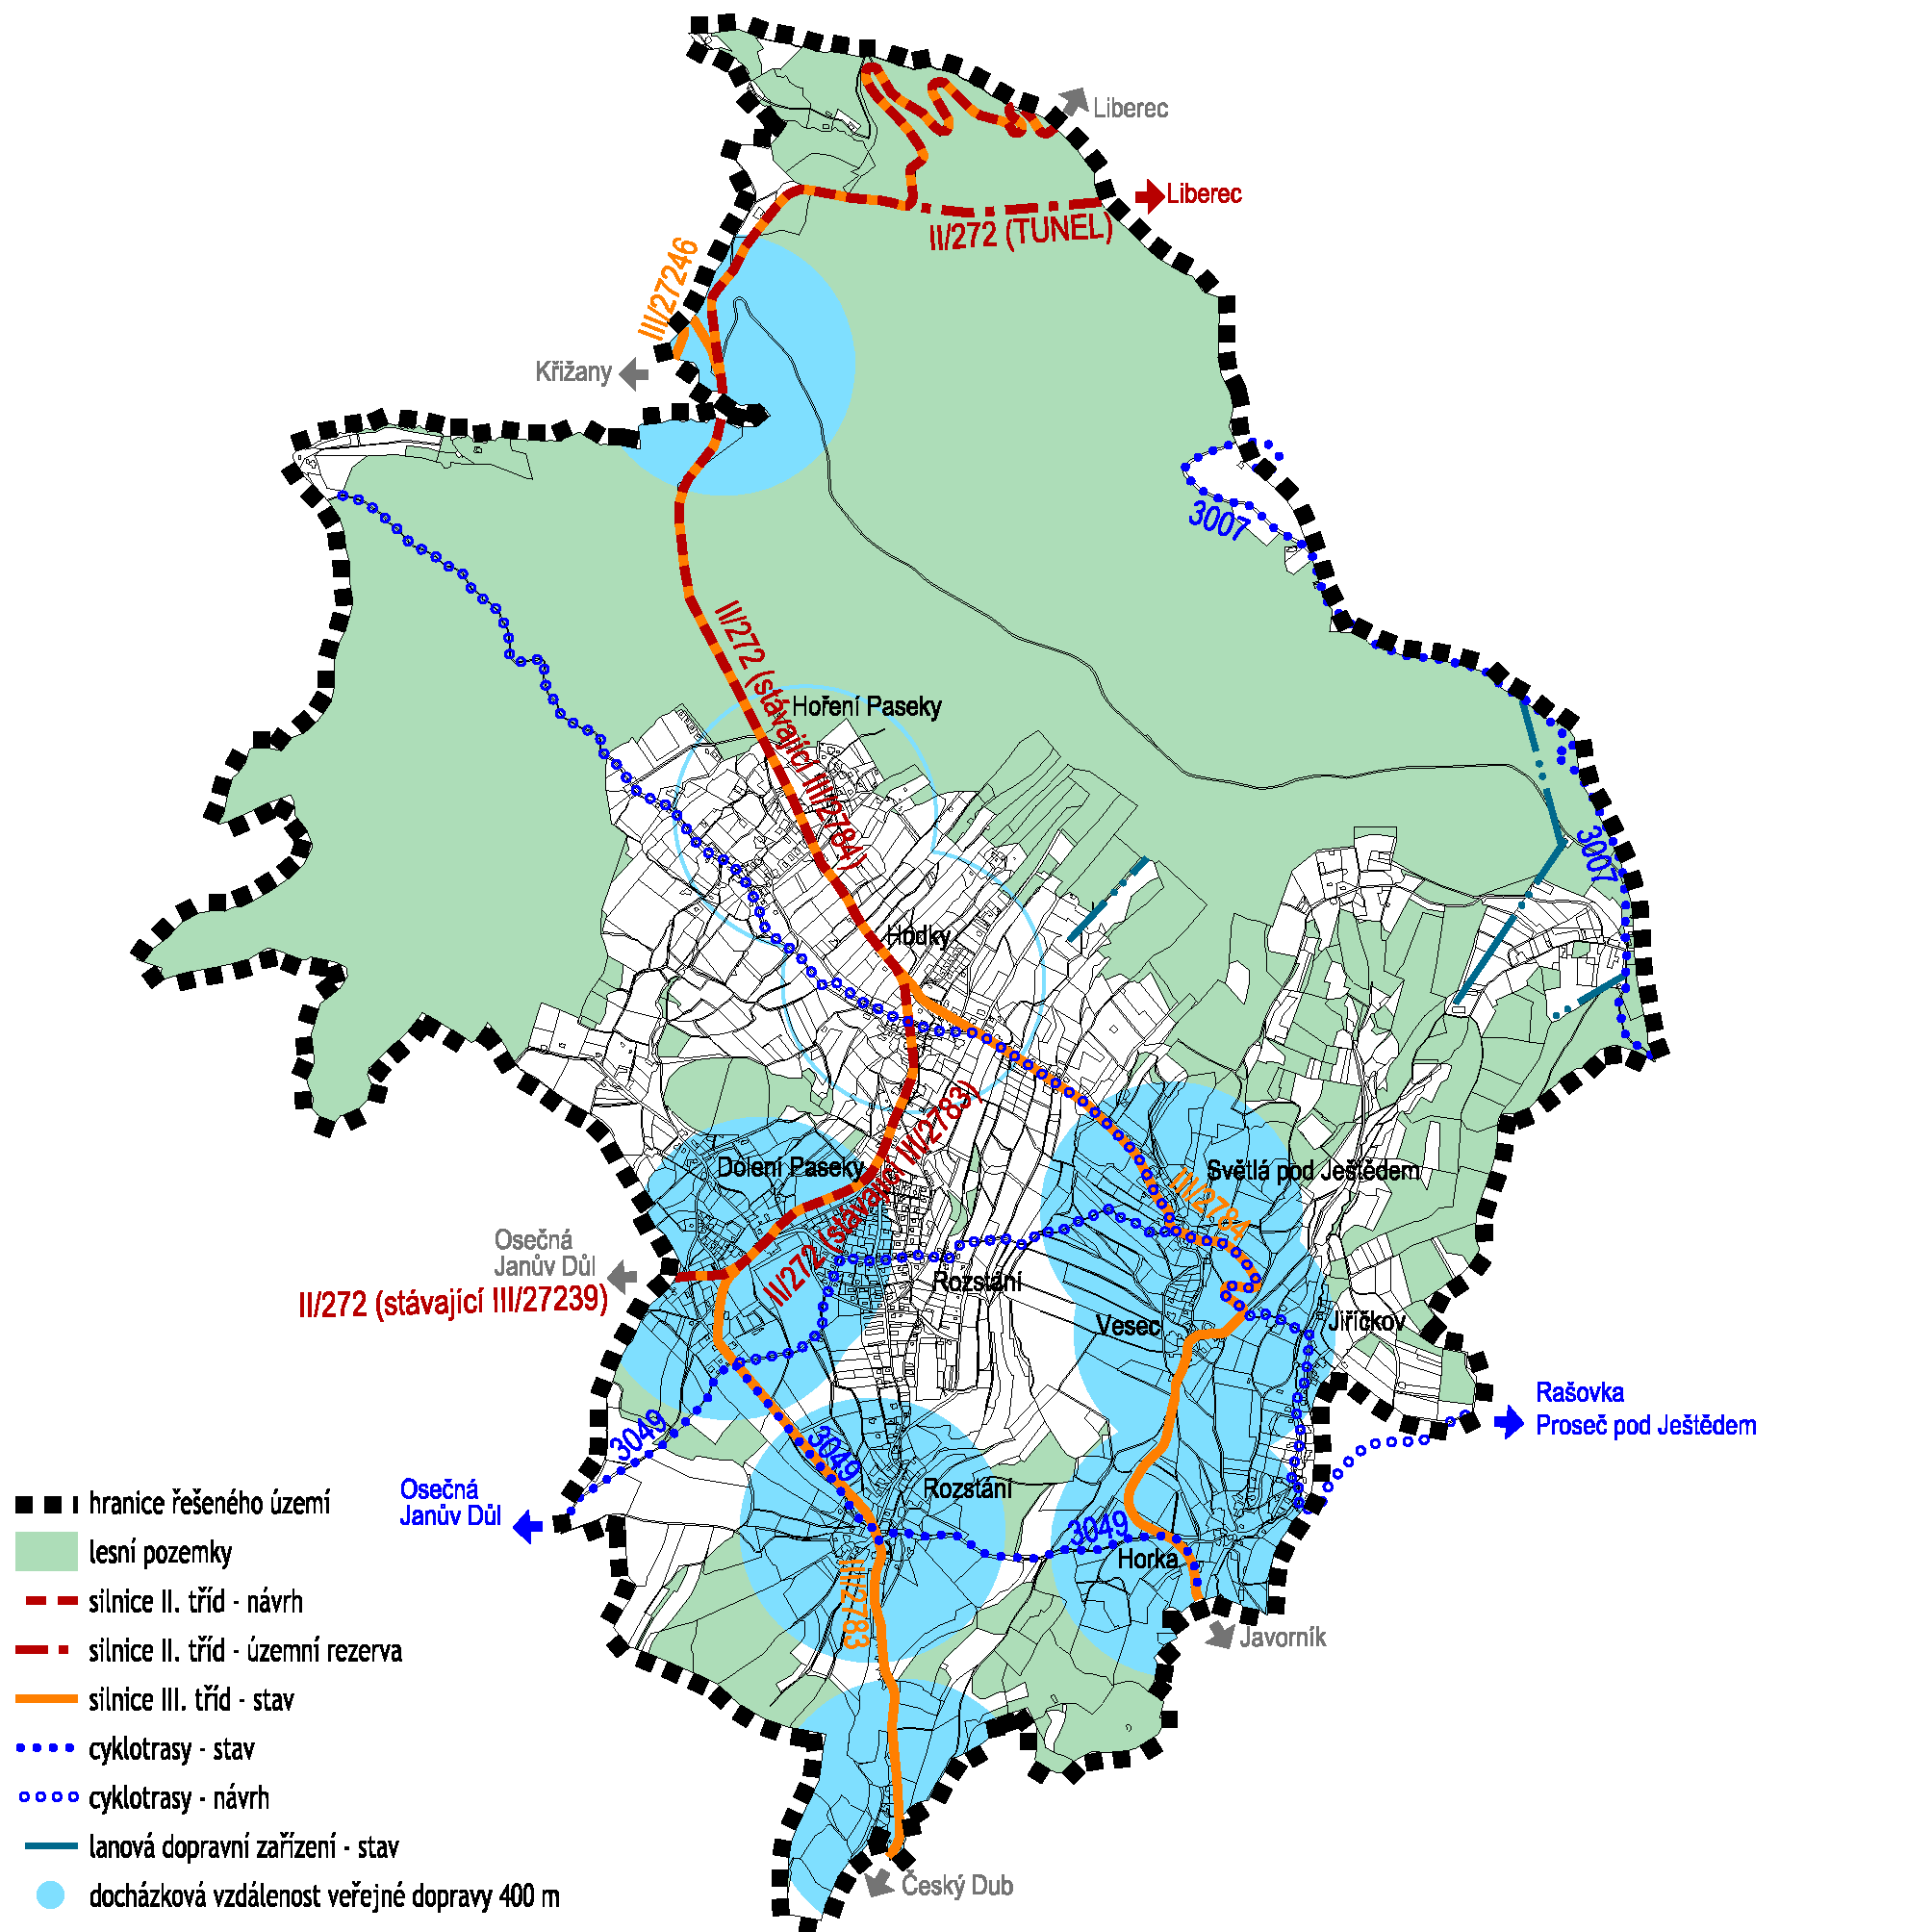 Liberec
Liberec
II/272 (TUNEL)
III/27246
Křižany
3007
II/272 (stávající III/2784)
Hoření Paseky
3007
Hodky
Dolení Paseky
II/272 (stávající III/2783)
Světlá pod Ještědem
III/2784
Osečná
Janův Důl
II/272 (stávající III/27239)
Rozstání
Vesec
Jiříčkov
Rašovka
Proseč pod Ještědem
3049
3049
Osečná
Janův Důl
Rozstání
3049
Horka
III/2783
Javorník
Český Dub
hranice řešeného území
lesní pozemky
silnice II. tříd - návrh
silnice II. tříd - územní rezerva
silnice III. tříd - stav
cyklotrasy - stav
cyklotrasy - návrh
lanová dopravní zařízení - stav
docházková vzdálenost veřejné dopravy 400 m